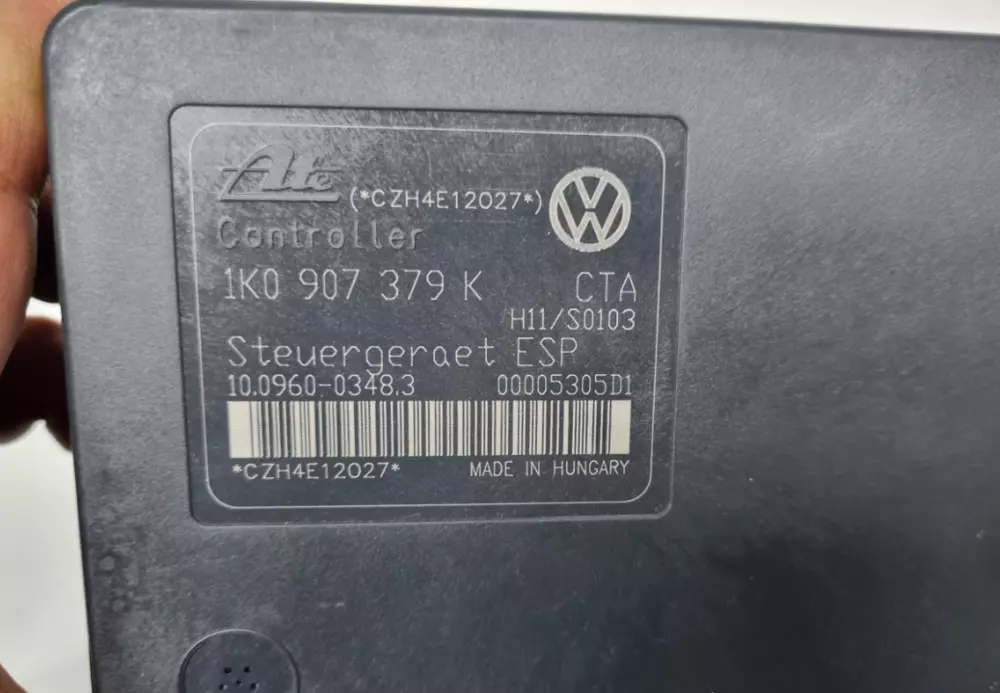 Ate (*CZH4E12027*) VW
Controller
1K0 907 379 K CTA
H11/S0103
Steuergeraet ESP
10.0960-0348.3 00005305D1
*CZH4E12027* MADE IN HUNGARY